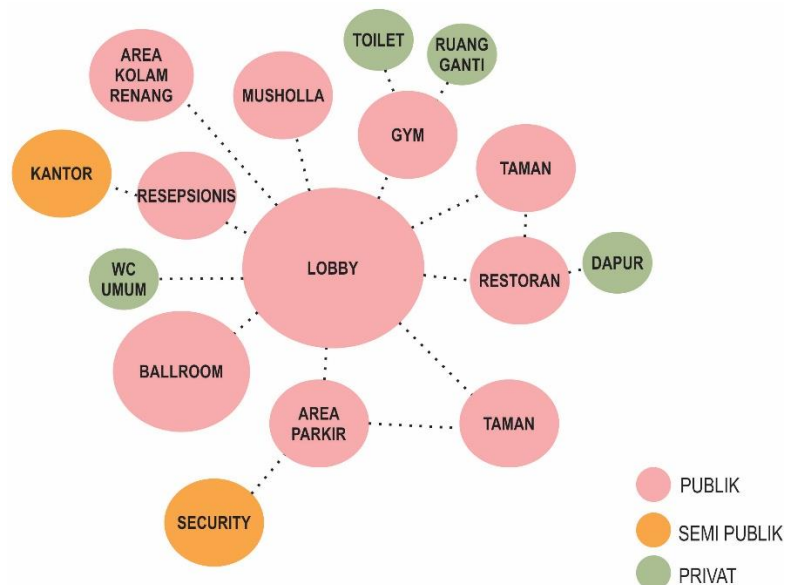 AREA
KOLAM
RENANG
MUSHOLLA
TOILET
RUANG
GANTI
GYM
KANTOR
RESEPSIONIS
TAMAN
LOBBY
WC
UMUM
RESTORAN
DAPUR
BALLROOM
AREA
PARKIR
TAMAN
SECURITY
PUBLIK
SEMI PUBLIK
PRIVAT